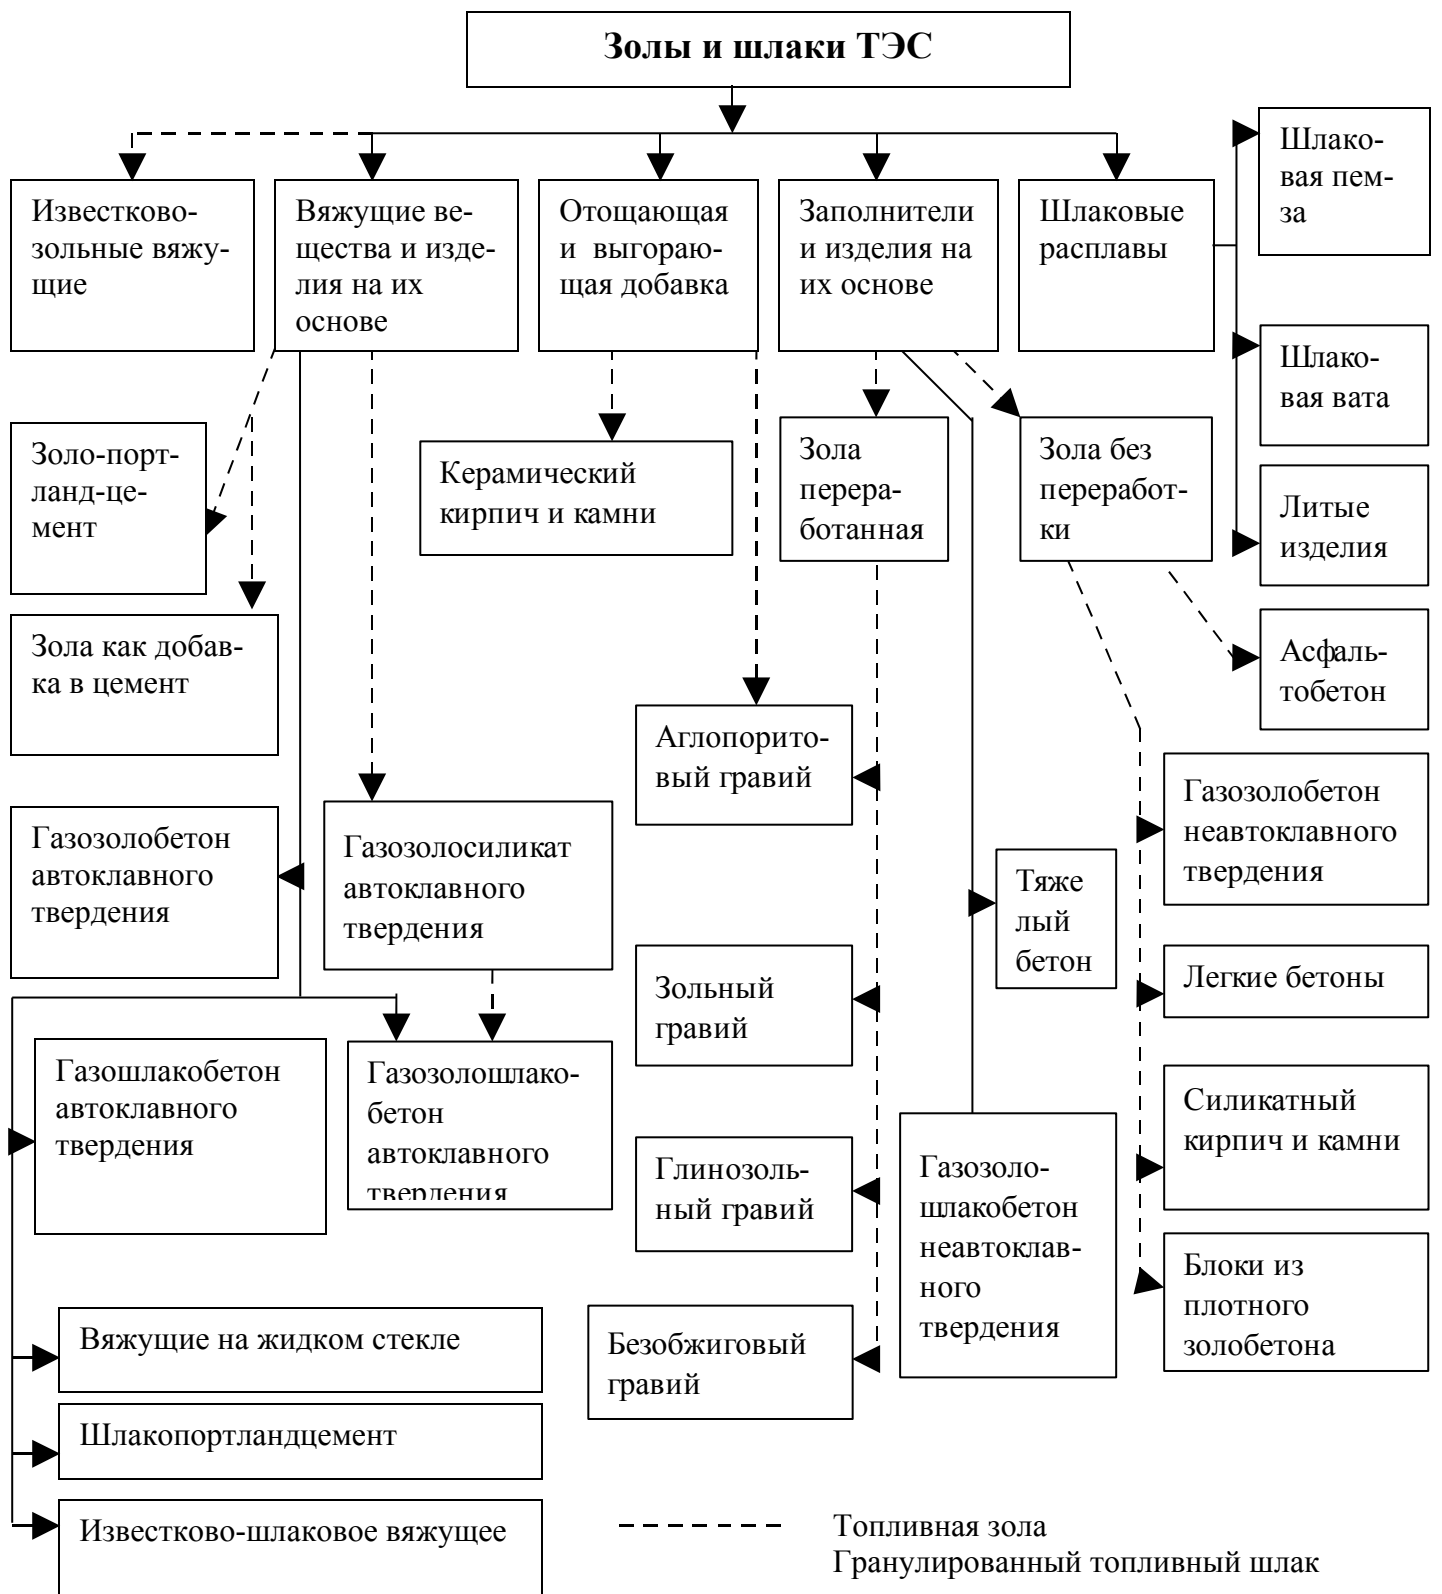 Золы и шлаки ТЭС
Известково-
зольные вяжу-
щие
Вяжущие ве-
щества и изде-
лия на их
основе
Отощающая
и выгораю-
щая добавка
Заполнители
и изделия на
их основе
Шлаковые
расплавы
Шлако-
вая пем-
за
Шлако-
вая вата
Литые
изделия
Золо-порт-
ланд-це-
мент
Керамический
кирпич и камни
Зола
перера-
ботанная
Зола без
переработ-
ки
Асфаль-
тобетон
Зола как добав-
ка в цемент
Аглопорито-
вый гравий
Газозолобетон
автоклавного
твердения
Газозолосиликат
автоклавного
твердения
Тяже
лый
бетон
Газозолобетон
неавтоклавного
твердения
Зольный
гравий
Легкие бетоны
Газошлакобетон
автоклавного
твердения
Газозолошлако-
бетон
автоклавного
твердения
Глинозоль-
ный гравий
Газозоло-
шлакобетон
неавтоклав-
ного
твердения
Силикатный
кирпич и камни
Блоки из
плотного
золобетона
Безобжиговый
гравий
Вяжущие на жидком стекле
Шлакопортландцемент
Известково-шлаковое вяжущее
Топливная зола
Гранулированный топливный шлак